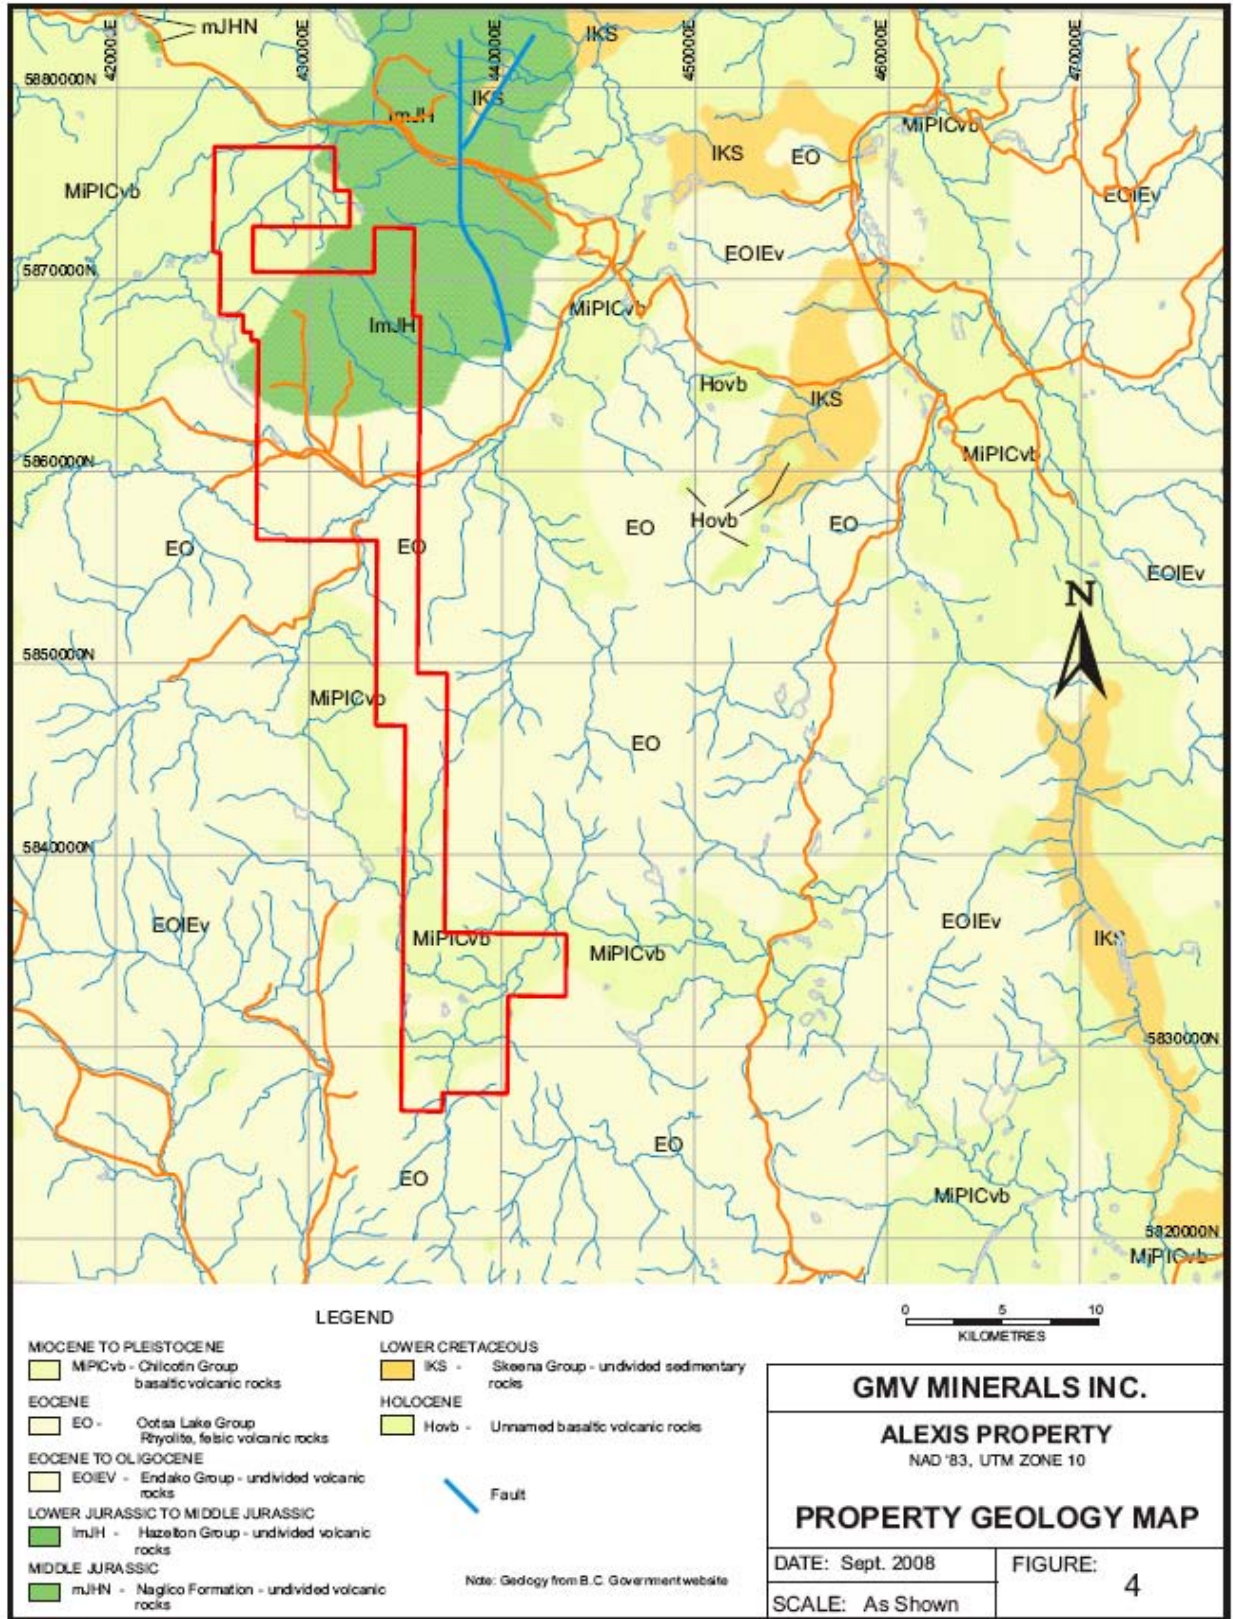 mJHN
IKS
420000E
430000E
440000E
450000E
460000E
470000E
5880000N
IKS
lmJH
MiPlCvb
IKS
EO
MiPlCvb
EOlEv
EOlEv
5870000N
MiPlCvb
lmJH
Hovb
IKS
MiPlCvb
5860000N
Hovb
EO
EO
EO
EO
EOlEv
N
5850000N
MiPlCvb
EO
5840000N
EOlEv
MiPlCvb
MiPlCvb
EOlEv
IKS
5830000N
EO
EO
MiPlCvb
5820000N
MiPlCvb
LEGEND
0 5 10
KILOMETRES
MIOCENE TO PLEISTOCENE
MiPlCvb - Chilcotin Group
basaltic volcanic rocks
EOCENE
EO - Ootsa Lake Group
Rhyolite, felsic volcanic rocks
EOCENE TO OLIGOCENE
EOlEV - Endako Group - undivided volcanic
rocks
LOWER JURASSIC TO MIDDLE JURASSIC
lmJH - Hazelton Group - undivided volcanic
rocks
MIDDLE JURASSIC
mJHN - Naglico Formation - undivided volcanic
rocks
LOWER CRETACEOUS
IKS - Skeena Group - undivided sedimentary
rocks
HOLOCENE
Hovb - Unnamed basaltic volcanic rocks
Fault
Note: Geology from B.C. Government website
GMV MINERALS INC.
ALEXIS PROPERTY
NAD '83, UTM ZONE 10
PROPERTY GEOLOGY MAP
DATE: Sept. 2008
FIGURE:
4
SCALE: As Shown